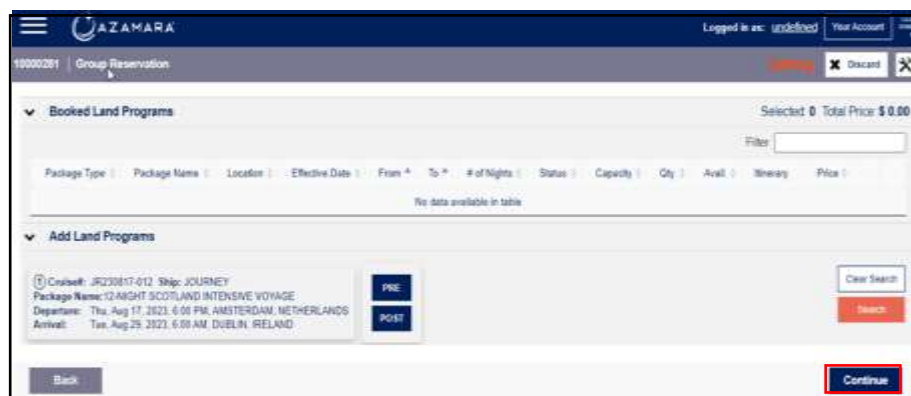 AZAMARA
Logged in as: undefined Your Account
10000281 | Group Reservation
Discard
Booked Land Programs Selected: 0 Total Price: $ 0.00
Filter
Package Type Package Name Location Effective Date From To # of Nights Status Capacity Qty Avail Itinerary Price
No data available in table
Add Land Programs
Cruise#: JR230817-012 Ship: JOURNEY
Package Name: 12-NIGHT SCOTLAND INTENSIVE VOYAGE
Departure: Thu, Aug 17, 2023, 6:00 PM, AMSTERDAM, NETHERLANDS
Arrival: Tue, Aug 29, 2023, 6:00 AM, DUBLIN, IRELAND
PRE
POST
Clear Search
Search
Back Continue